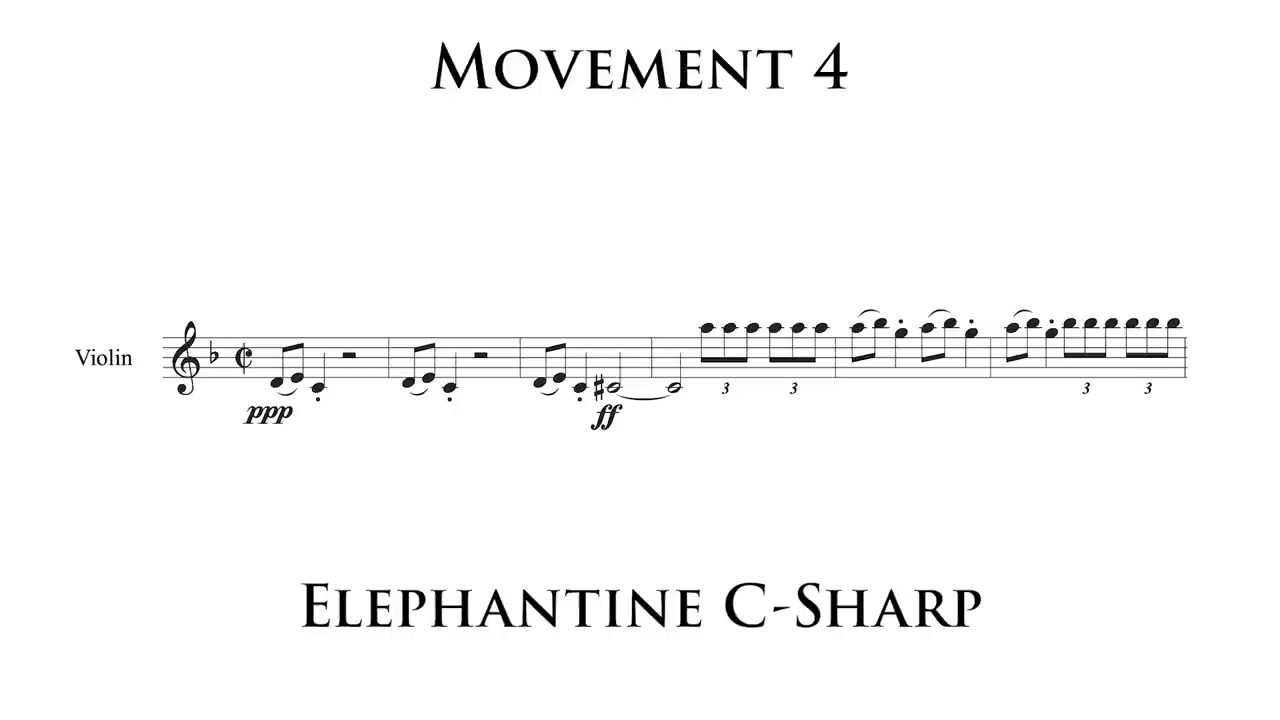 MOVEMENT 4
Violin
3 3 3 3
ppp ff
ELEPHANTINE C-SHARP